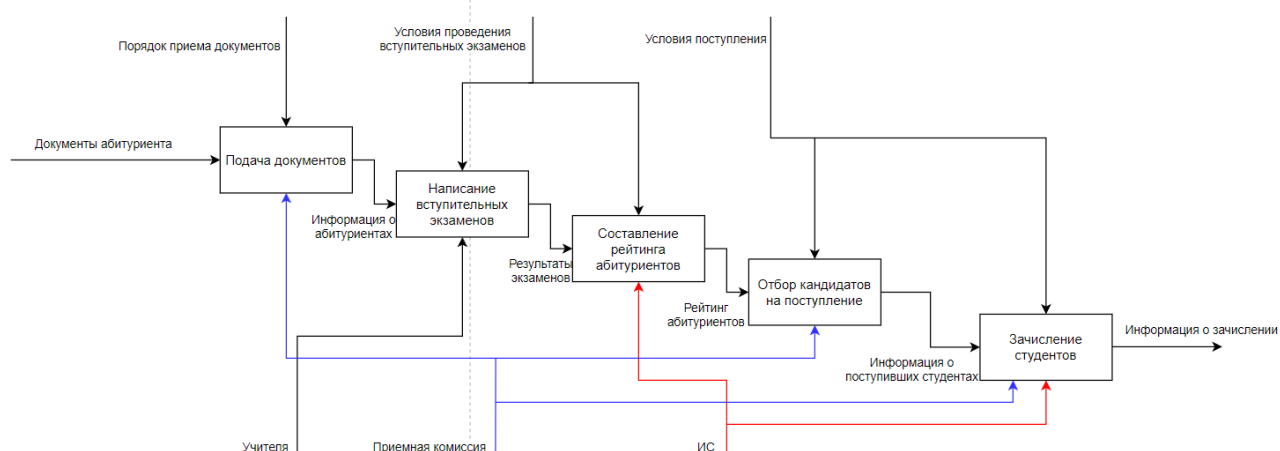 Порядок приема документов
Условия проведения
вступительных экзаменов
Условия поступления
Документы абитуриента
Подача документов
Информация о
абитуриентах
Написание
вступительных
экзаменов
Результаты
экзаменов
Составление
рейтинга
абитуриентов
Рейтинг
абитуриентов
Отбор кандидатов
на поступление
Информация о
поступивших студентах
Зачисление
студентов
Информация о зачислении
Учителя
Приемная комиссия
ИС